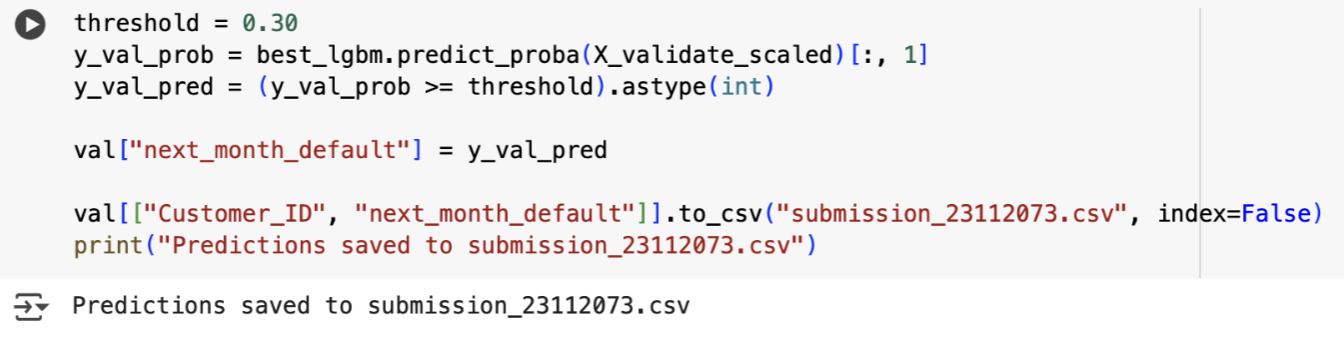 threshold = 0.30
y_val_prob = best_lgbm.predict_proba(X_validate_scaled)[:, 1]
y_val_pred = (y_val_prob >= threshold).astype(int)
val["next_month_default"] = y_val_pred
val[["Customer_ID", "next_month_default"]].to_csv("submission_23112073.csv", index=False)
print("Predictions saved to submission_23112073.csv")
Predictions saved to submission_23112073.csv